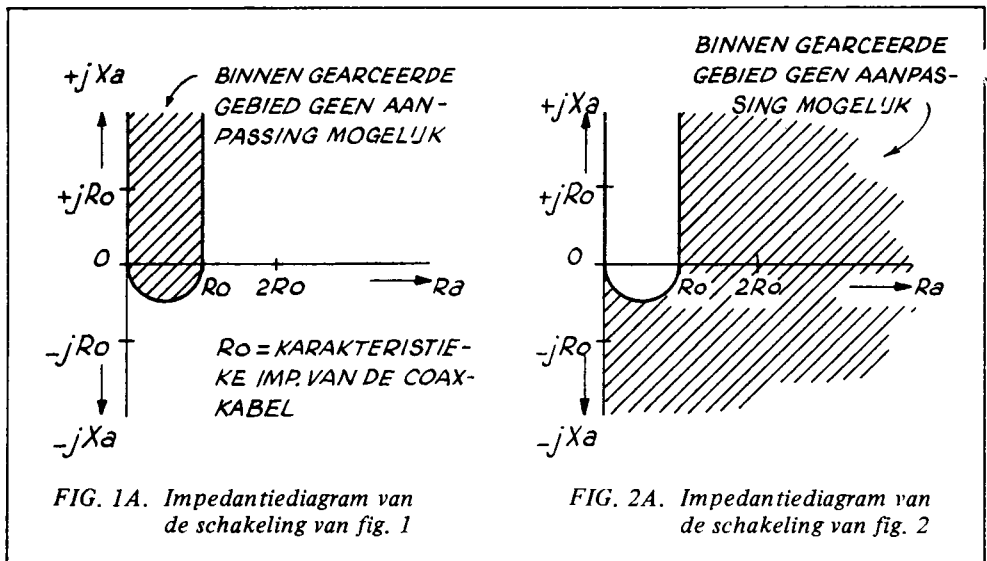 +jXa
BINNEN GEARCEERDE
GEBIED GEEN AAN-
PASSING MOGELIJK
+jRo
O
Ro
2Ro
Ra
-jRo
-jXa
Ro = KARAKTERISTIE-
KE IMP. VAN DE COAX-
KABEL
FIG. 1A. Impedantiediagram van
de schakeling van fig. 1
BINNEN GEARCEERDE
GEBIED GEEN AANPAS-
SING MOGELIJK
+jXa
+jRo
O
Ro
2Ro
Ra
-jRo
-jXa
FIG. 2A. Impedantiediagram van
de schakeling van fig. 2